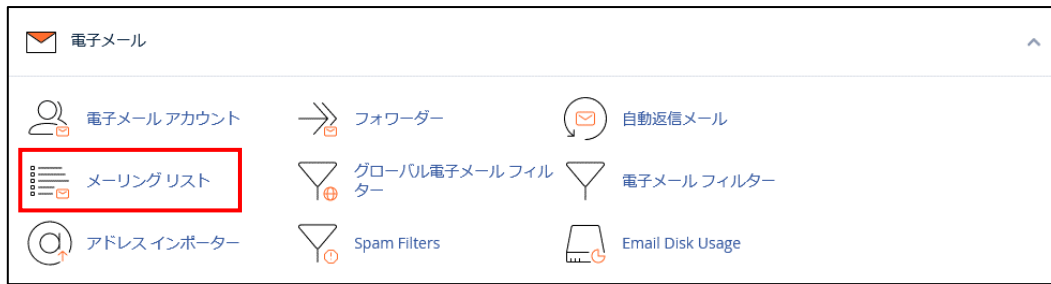 電子メール
電子メール アカウント
フォワーダー
自動返信メール
メーリング リスト
グローバル電子メール フィル
ター
電子メール フィルター
アドレス インポーター
Spam Filters
Email Disk Usage